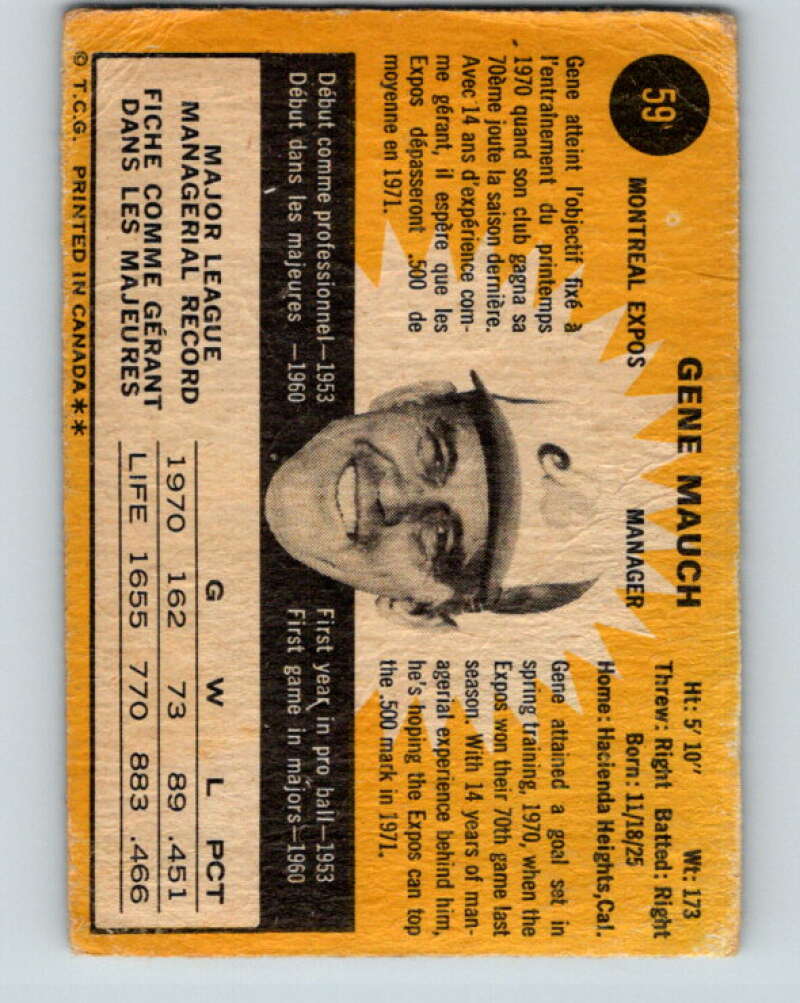 59
GENE MAUCH
MONTREAL EXPOS
MANAGER
Ht: 5' 10" Wt: 173
Threw: Right Batted: Right
Born: 11/18/25
Home: Hacienda Heights, Cal.
Gene atteint l'objectif fixé à
l'entraînement du printemps
1970 quand son club gagna sa
70ème joute la saison dernière.
Avec 14 ans d'expérience com-
me gérant, il espère que les
Expos dépasseront .500 de
moyenne en 1971.
e
Gene attained a goal set in
spring training, 1970, when the
Expos won their 70th game last
season. With 14 years of man-
agerial experience behind him,
he's hoping the Expos can top
the .500 mark in 1971.
Début comme professionnel—1953
Début dans les majeures —1960
First year in pro ball—1953
First game in majors—1960
MAJOR LEAGUE
MANAGERIAL RECORD
FICHE COMME GÉRANT
DANS LES MAJEURES
G W L PCT
1970 162 73 89 .451
LIFE 1655 770 883 .466
© T.C.G. PRINTED IN CANADA**